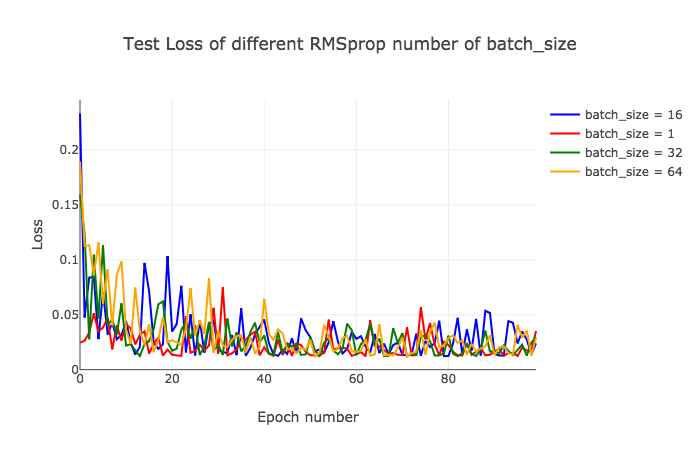 Test Loss of different RMSprop number of batch_size
batch_size = 16
batch_size = 1
batch_size = 32
batch_size = 64
0.2
0.15
0.1
0.05
0
Loss
0
20
40
60
80
Epoch number